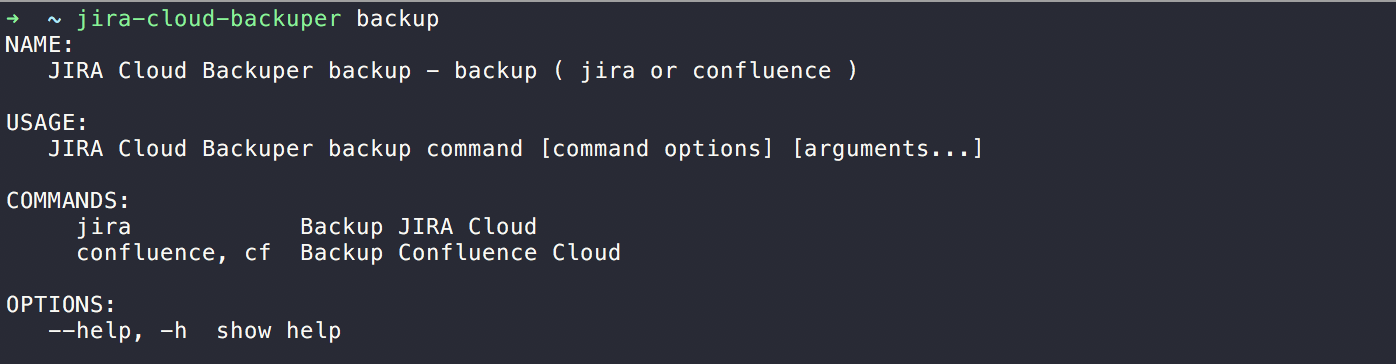 ➜  ~ jira-cloud-backuper backup
NAME:
   JIRA Cloud Backuper backup - backup ( jira or confluence )

USAGE:
   JIRA Cloud Backuper backup command [command options] [arguments...]

COMMANDS:
     jira            Backup JIRA Cloud
     confluence, cf  Backup Confluence Cloud

OPTIONS:
   --help, -h  show help